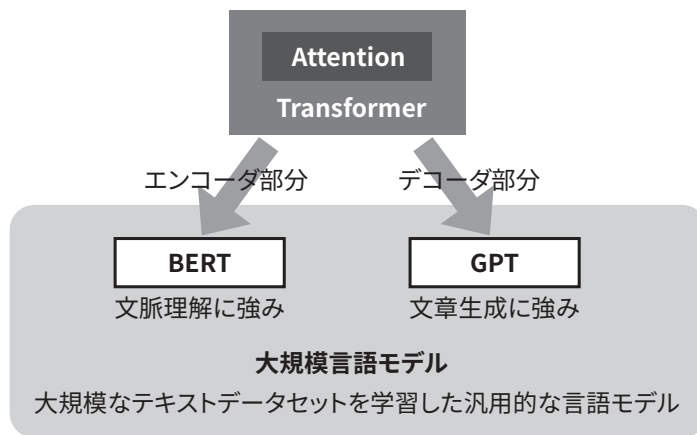 Attention
Transformer
エンコーダ部分
デコーダ部分
BERT
GPT
文脈理解に強み
文章生成に強み
大規模言語モデル
大規模なテキストデータセットを学習した汎用的な言語モデル